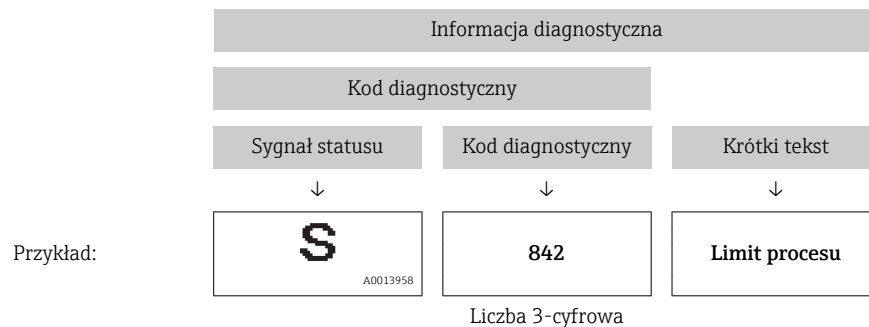 Informacja diagnostyczna
Kod diagnostyczny
Sygnał statusu Kod diagnostyczny Krótki tekst
↓ ↓ ↓
Przykład: S 842 Limit procesu
A0013958
Liczba 3-cyfrowa